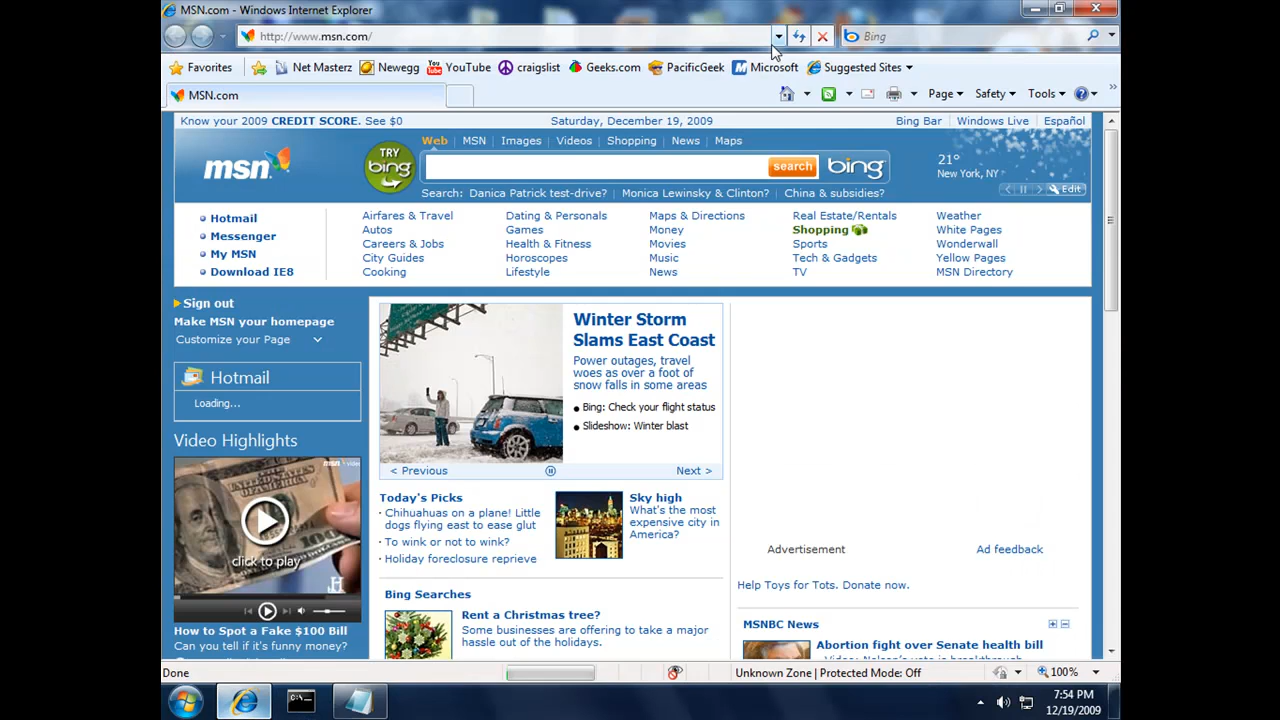 MSN.com - Windows Internet Explorer
http://www.msn.com/
Bing
Favorites
Net Masterz
Newegg
You Tube YouTube
craigslist
Geeks.com
PacificGeek
Microsoft
Suggested Sites
MSN.com
Page
Safety
Tools
Know your 2009 CREDIT SCORE. See $0
Saturday, December 19, 2009
Bing Bar
Windows Live
Español
msn
TRY bing
Web MSN Images Videos Shopping News Maps
search
bing
Search: Danica Patrick test-drive? Monica Lewinsky & Clinton? China & subsidies?
21°
New York, NY
Edit
Hotmail
Messenger
My MSN
Download IE8
Airfares & Travel
Autos
Careers & Jobs
City Guides
Cooking
Dating & Personals
Games
Health & Fitness
Horoscopes
Lifestyle
Maps & Directions
Money
Movies
Music
News
Real Estate/Rentals
Shopping
Sports
Tech & Gadgets
TV
Weather
White Pages
Wonderwall
Yellow Pages
MSN Directory
Sign out
Make MSN your homepage
Customize your Page
Hotmail
Loading...
Video Highlights
msn video
click to play
H
How to Spot a Fake $100 Bill
Can you tell if it's funny money?
Winter Storm
Slams East Coast
Power outages, travel
woes as over a foot of
snow falls in some areas
Bing: Check your flight status
Slideshow: Winter blast
< Previous
Next >
Today's Picks
Chihuahuas on a plane! Little
dogs flying east to ease glut
To wink or not to wink?
Holiday foreclosure reprieve
Sky high
What's the most
expensive city in
America?
Bing Searches
Rent a Christmas tree?
Some businesses are offering to take a major
hassle out of the holidays.
Advertisement
Ad feedback
Help Toys for Tots. Donate now.
MSNBC News
Abortion fight over Senate health bill
Done
Unknown Zone | Protected Mode: Off
100%
C:\
7:54 PM
12/19/2009